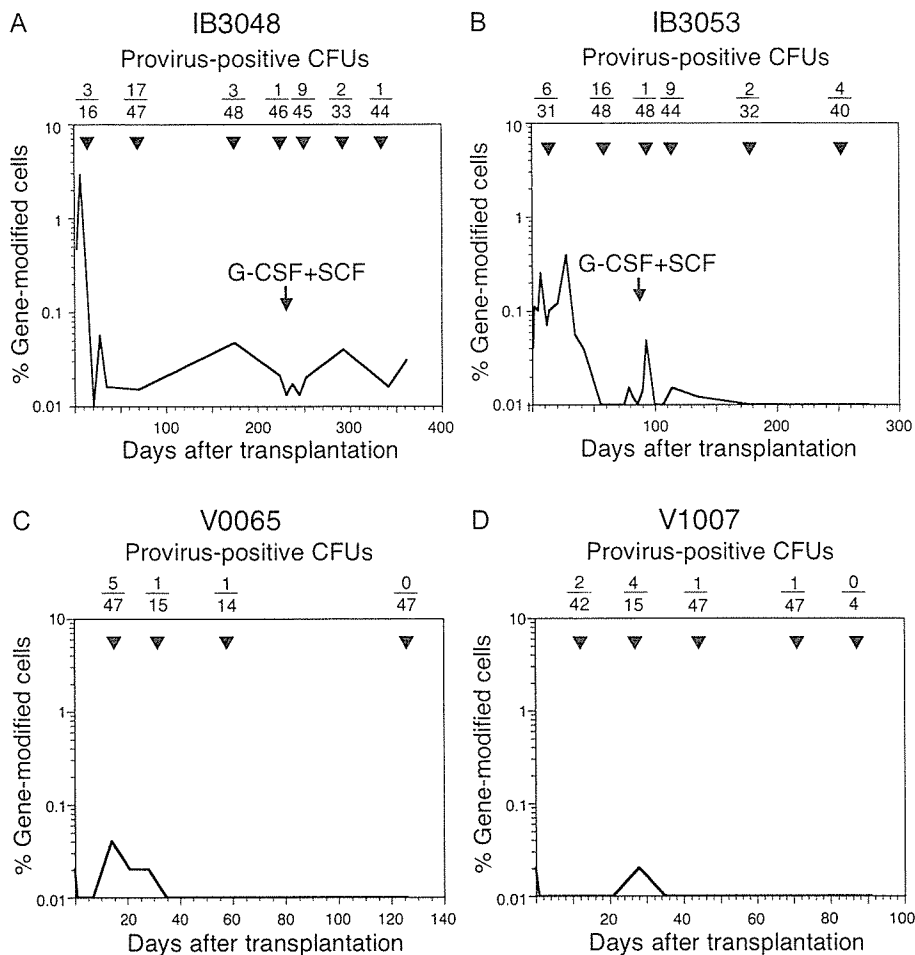 A
IB3048
Provirus-positive CFUs
3/16 17/47 3/48 1/46 9/45 2/33 1/44
% Gene-modified cells
10
1
0.1
0.01
G-CSF+SCF
100 200 300 400
Days after transplantation
B
IB3053
Provirus-positive CFUs
6/31 16/48 1/48 9/44 2/32 4/40
% Gene-modified cells
10
1
0.1
0.01
G-CSF+SCF
100 200 300
Days after transplantation
C
V0065
Provirus-positive CFUs
5/47 1/15 1/14 0/47
% Gene-modified cells
10
1
0.1
0.01
20 40 60 80 100 120 140
Days after transplantation
D
V1007
Provirus-positive CFUs
2/42 4/15 1/47 1/47 0/4
% Gene-modified cells
10
1
0.1
0.01
20 40 60 80 100
Days after transplantation